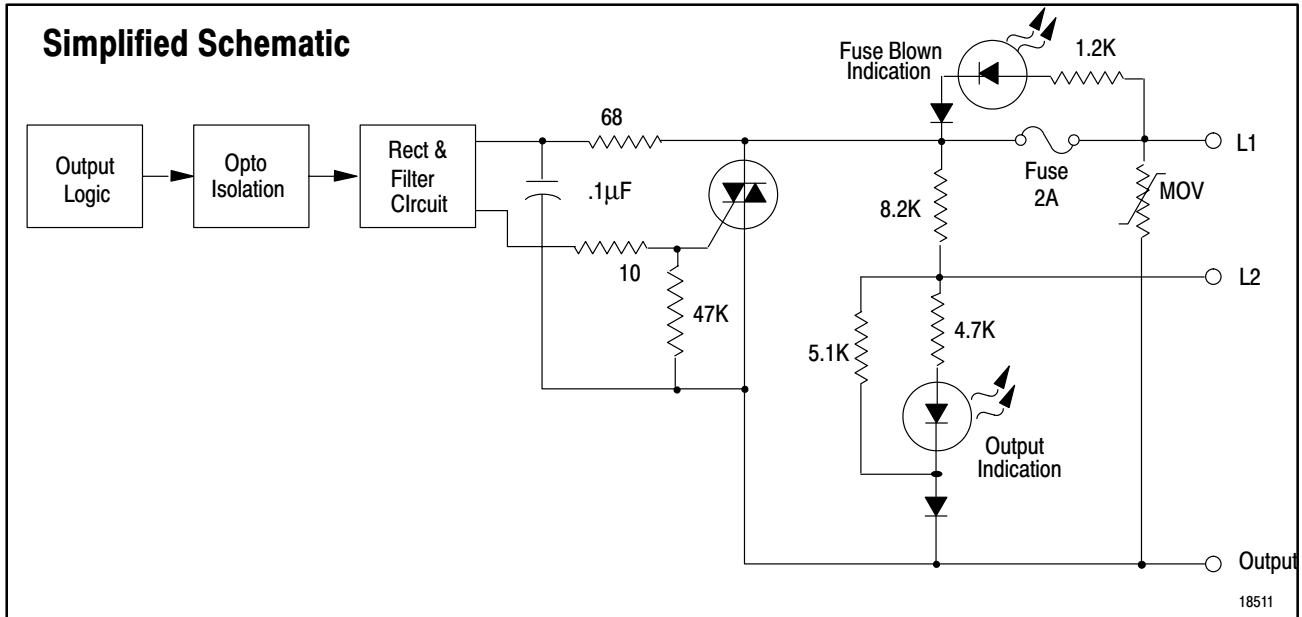 Simplified Schematic
Fuse Blown
Indication
1.2K
68
L1
Output
Logic
Opto
Isolation
Rect &
Filter
CIrcuit
.1µF
Fuse
2A
MOV
8.2K
10
L2
47K
5.1K
4.7K
Output
Indication
Output
18511